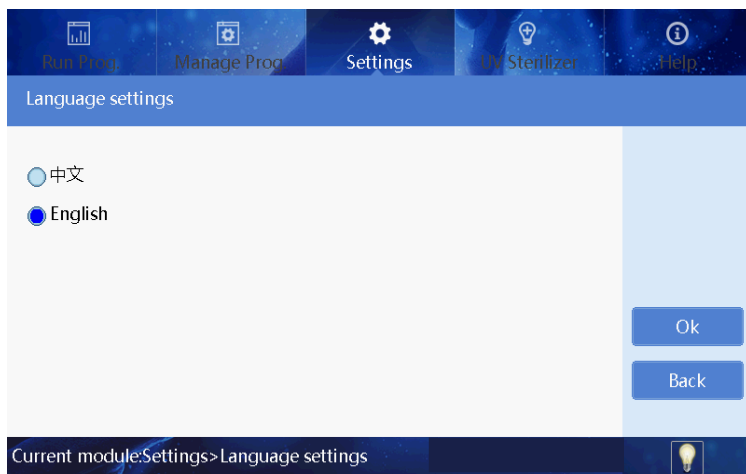 Run Prog.
Manage Prog.
Settings
UV Sterilizer
Help
Language settings
中文
English
Ok
Back
Current module:Settings>Language settings